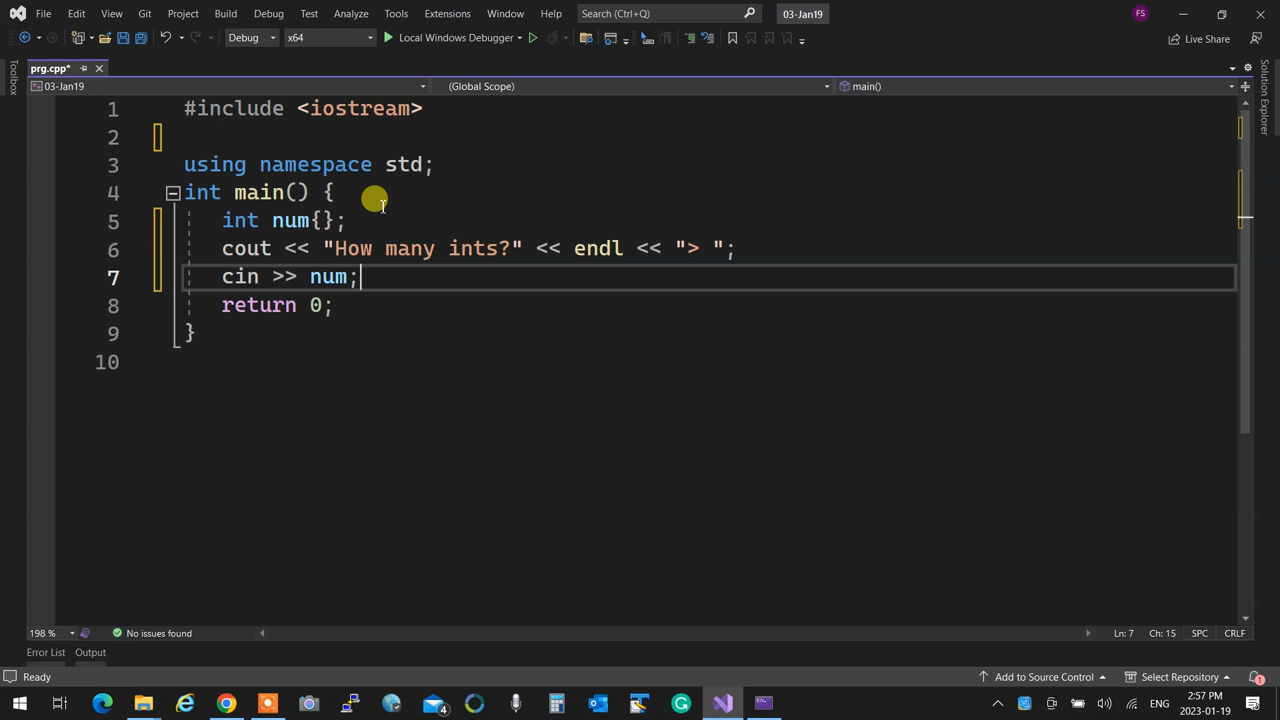 File Edit View Git Project Build Debug Test Analyze Tools Extensions Window Help Search (Ctrl+Q) 03-Jan19 FS
Debug x64 Local Windows Debugger Live Share
prg.cpp*
03-Jan19 (Global Scope) main()
Toolbox
Solution Explorer
1 #include <iostream>
2
3 using namespace std;
4 int main() {
5 int num{};
6 cout << "How many ints?" << endl << "> ";
7 cin >> num;
8 return 0;
9 }
10
198 % No issues found Ln: 7 Ch: 15 SPC CRLF
Error List Output
Ready Add to Source Control Select Repository 1
4 ENG 2:57 PM
2023-01-19